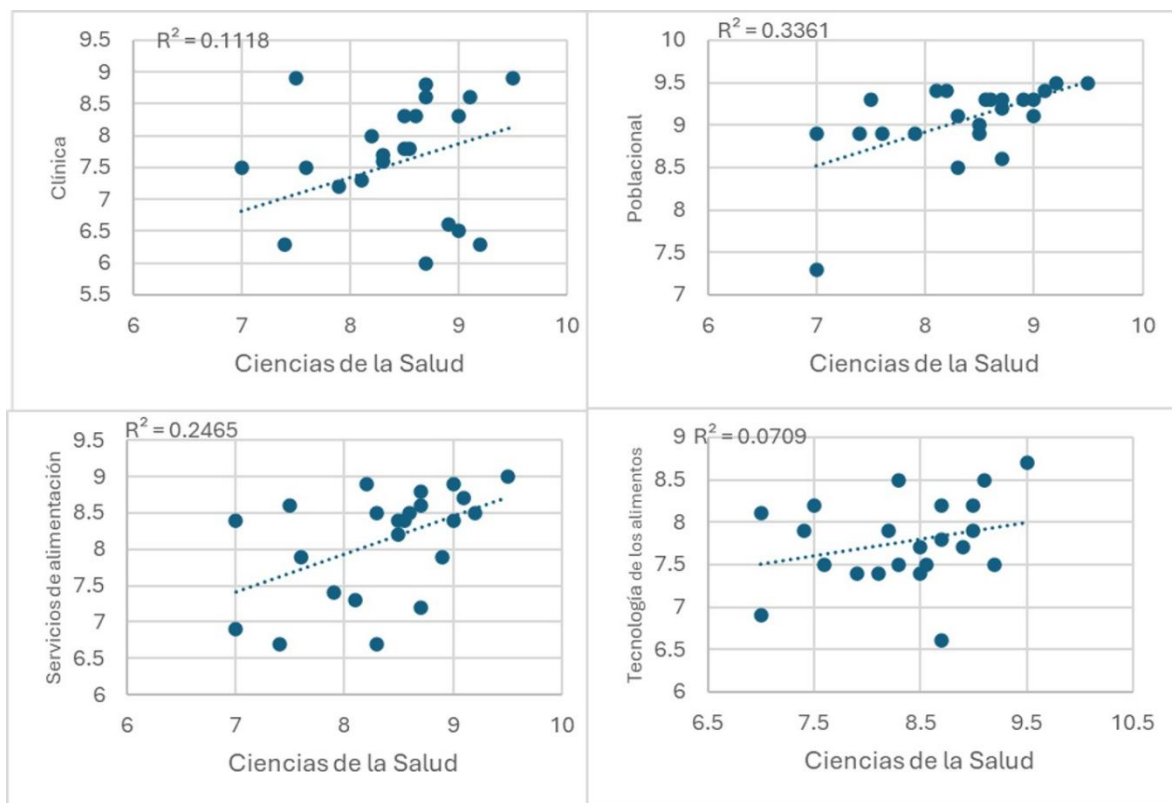 R² = 0.1118
9.5
9
8.5
8
7.5
7
6.5
6
5.5
Clínica
6 7 8 9 10
Ciencias de la Salud
R² = 0.3361
10
9.5
9
8.5
8
7.5
7
Poblacional
6 7 8 9 10
Ciencias de la Salud
R² = 0.2465
9.5
9
8.5
8
7.5
7
6.5
6
Servicios de alimentación
6 7 8 9 10
Ciencias de la Salud
R² = 0.0709
9
8.5
8
7.5
7
6.5
6
Tecnología de los alimentos
6.5 7.5 8.5 9.5 10.5
Ciencias de la Salud